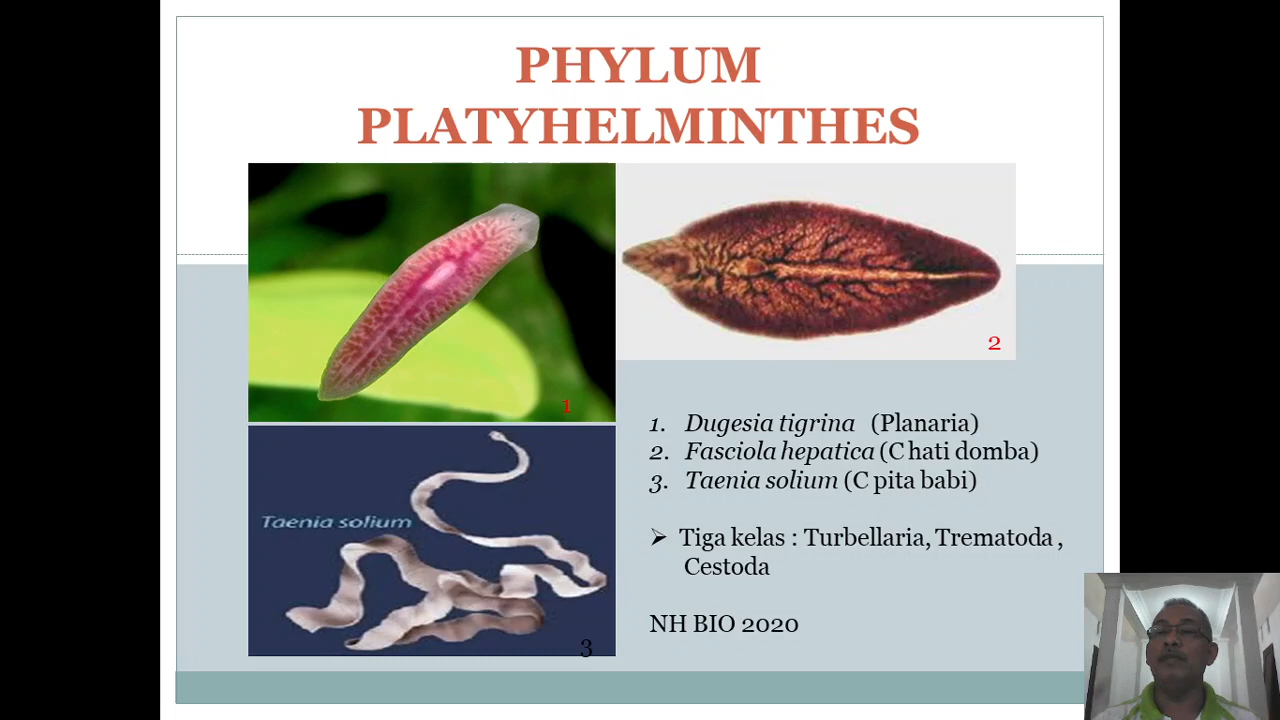 PHYLUM
PLATYHELMINTHES
1
2
Taenia solium
3
1. Dugesia tigrina (Planaria)
2. Fasciola hepatica (C hati domba)
3. Taenia solium (C pita babi)
➢ Tiga kelas : Turbellaria, Trematoda ,
Cestoda
NH BIO 2020